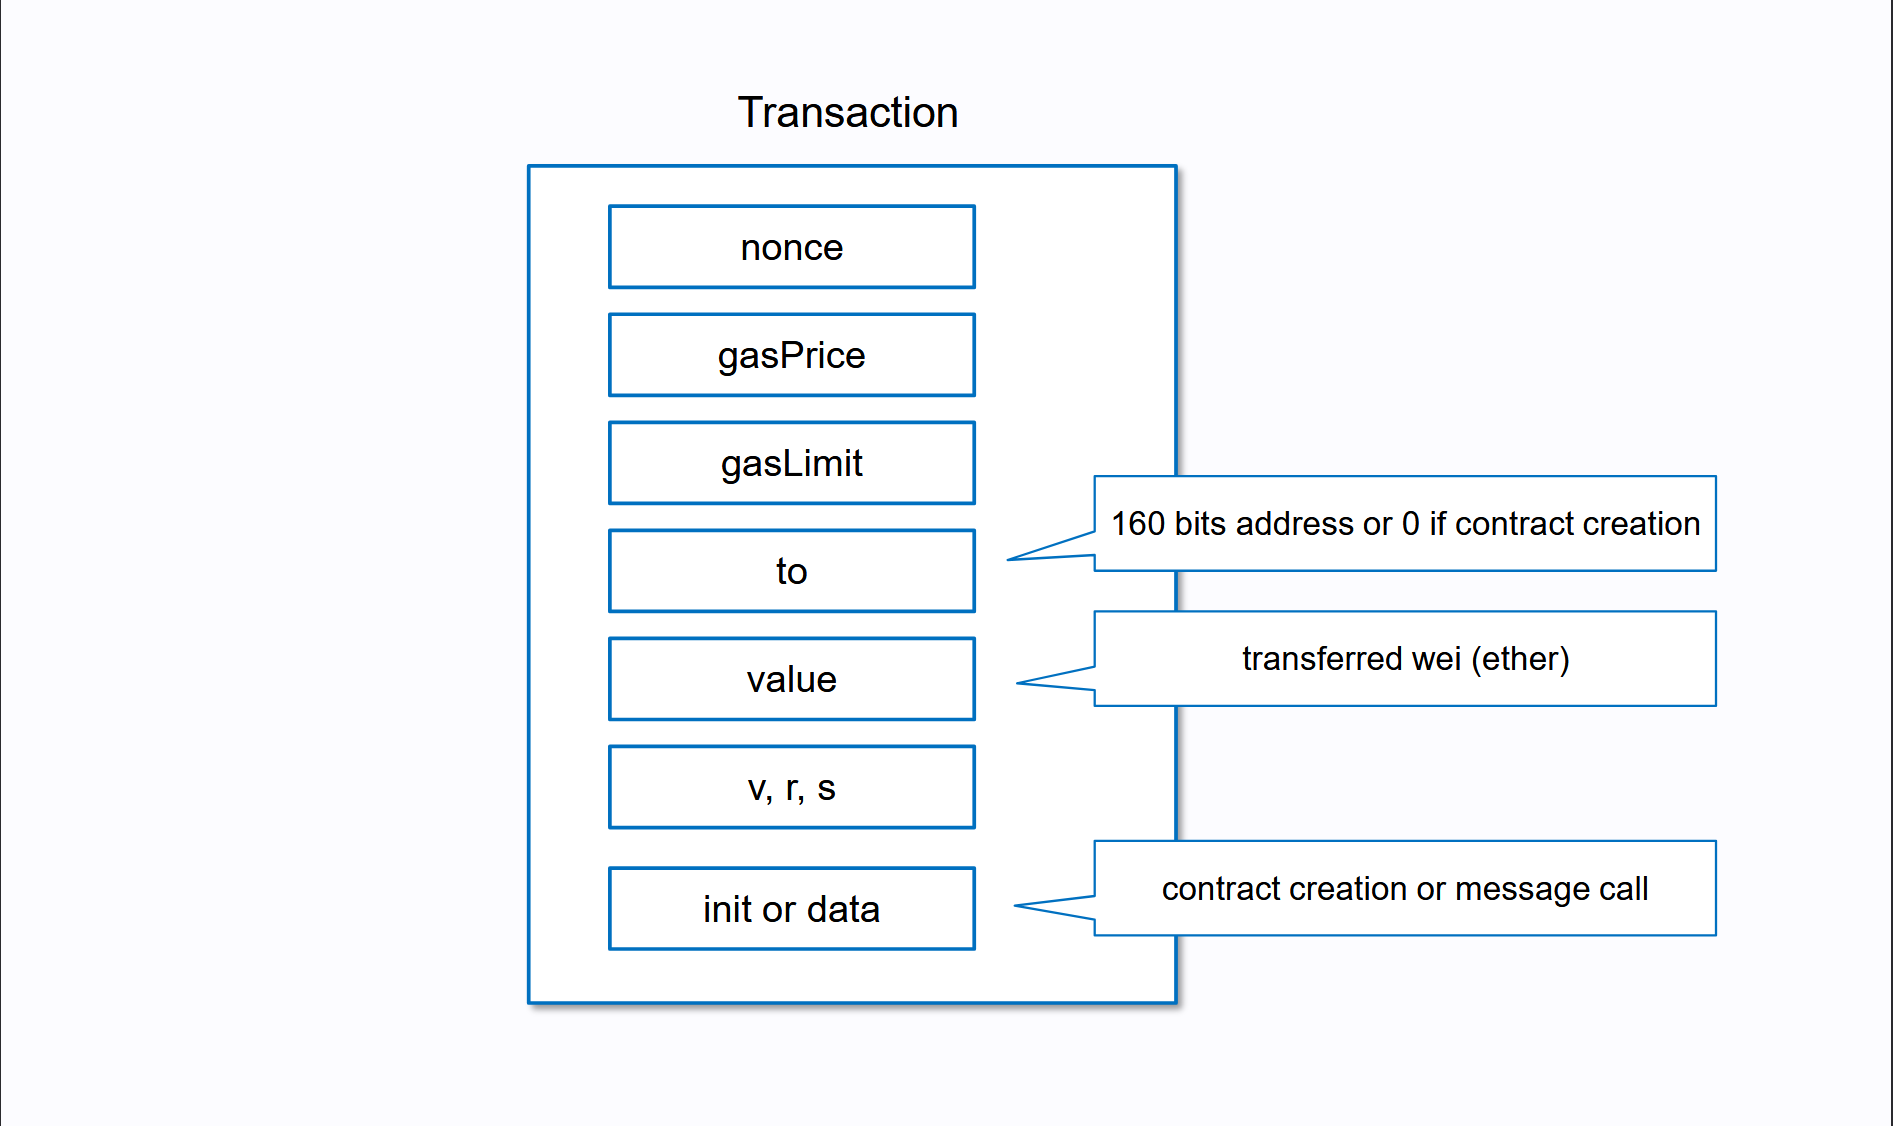 Transaction
nonce
gasPrice
gasLimit
to
160 bits address or 0 if contract creation
value
transferred wei (ether)
v, r, s
init or data
contract creation or message call